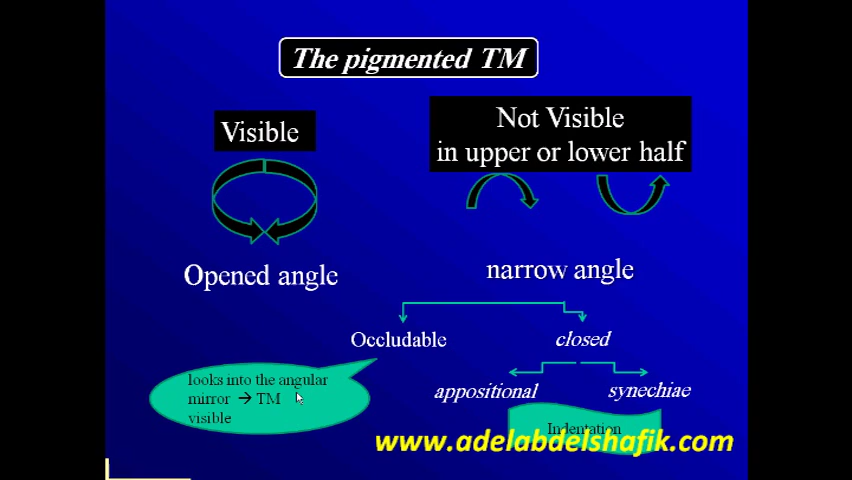 The pigmented TM
Visible
Not Visible
in upper or lower half
Opened angle
narrow angle
Occludable
closed
looks into the angular
mirror → TM
visible
appositional
synechiae
Indentation
www.adelabdelshafik.com